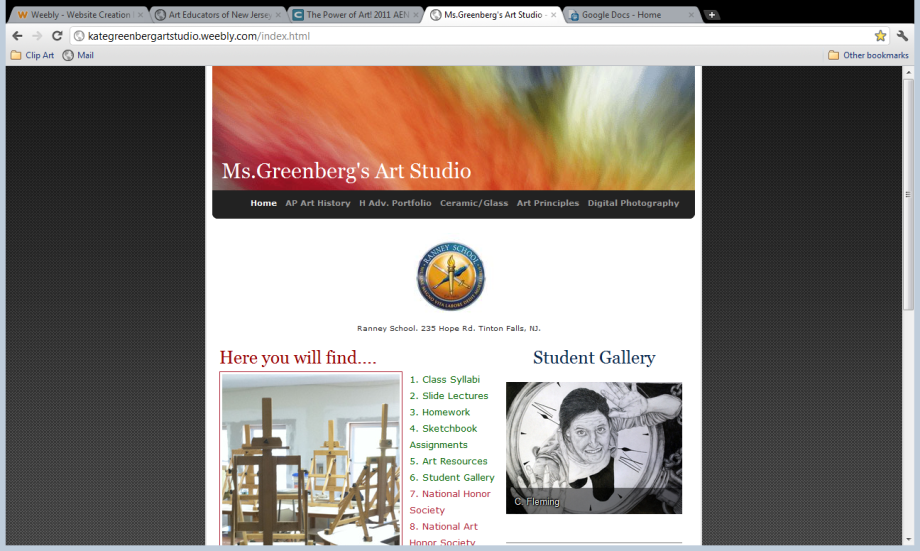 Weebly - Website Creation
Art Educators of New Jersey
The Power of Art! 2011 AEN
Ms.Greenberg's Art Studio -
Google Docs - Home
kategreenbergartstudio.weebly.com/index.html
Clip Art
Mail
Other bookmarks
Ms.Greenberg's Art Studio
Home AP Art History H Adv. Portfolio Ceramic/Glass Art Principles Digital Photography
RANNEY SCHOOL
Ranney School. 235 Hope Rd. Tinton Falls, NJ.
Here you will find....
1. Class Syllabi
2. Slide Lectures
3. Homework
4. Sketchbook
Assignments
5. Art Resources
6. Student Gallery
7. National Honor
Society
8. National Art
Honor Society
Student Gallery
C. Fleming